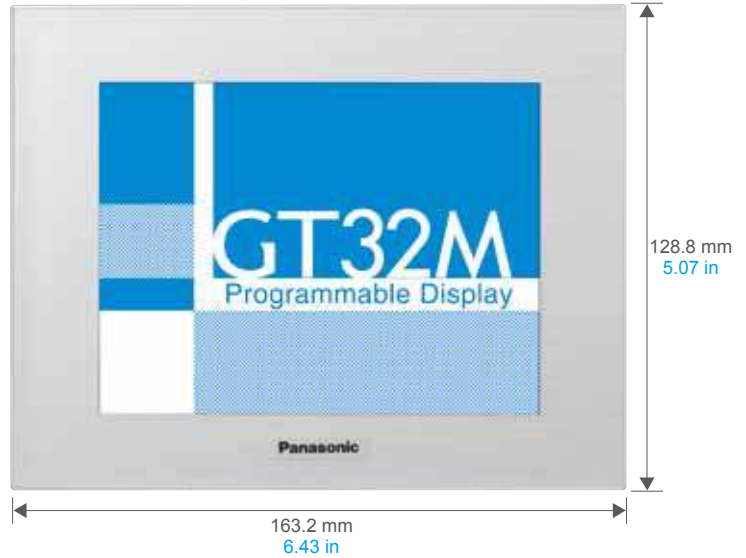 GT32M
Programmable Display
Panasonic
128.8 mm
5.07 in
163.2 mm
6.43 in